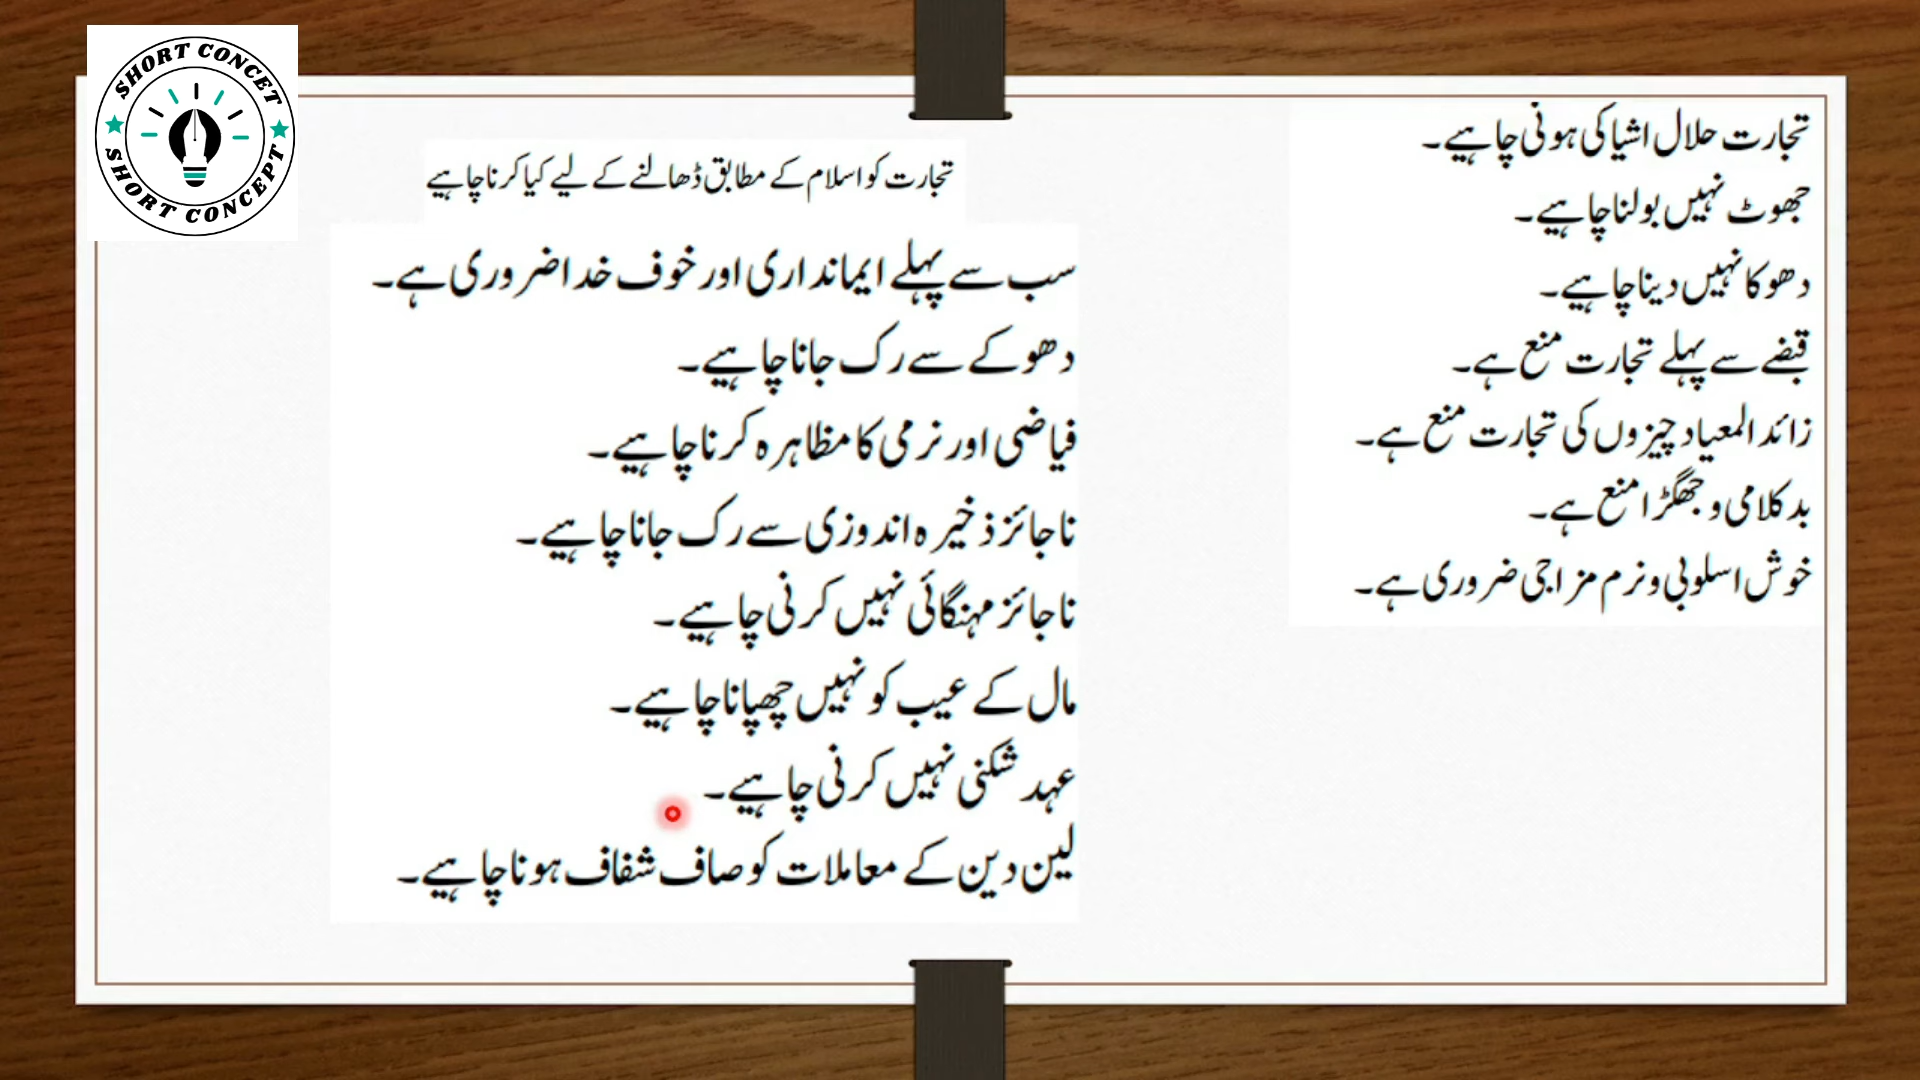 SHORT CONCET
SHORT CONCEPT
تجارت کو اسلام کے مطابق ڈھالنے کے لیے کیا کرنا چاہیے
سب سے پہلے ایمانداری اور خوف خدا ضروری ہے۔
دھوکے سے رک جانا چاہیے۔
فیاضی اور نرمی کا مظاہرہ کرنا چاہیے۔
ناجائز ذخیرہ اندوزی سے رک جانا چاہیے۔
ناجائز مہنگائی نہیں کرنی چاہیے۔
مال کے عیب کو نہیں چھپانا چاہیے۔
عہد شکنی نہیں کرنی چاہیے۔
لین دین کے معاملات کو صاف شفاف ہونا چاہیے۔
تجارت حلال اشیا کی ہونی چاہیے۔
جھوٹ نہیں بولنا چاہیے۔
دھوکا نہیں دینا چاہیے۔
قبضے سے پہلے تجارت منع ہے۔
زائد المعیاد چیزوں کی تجارت منع ہے۔
بد کلامی و جھگڑا منع ہے۔
خوش اسلوبی و نرم مزاجی ضروری ہے۔